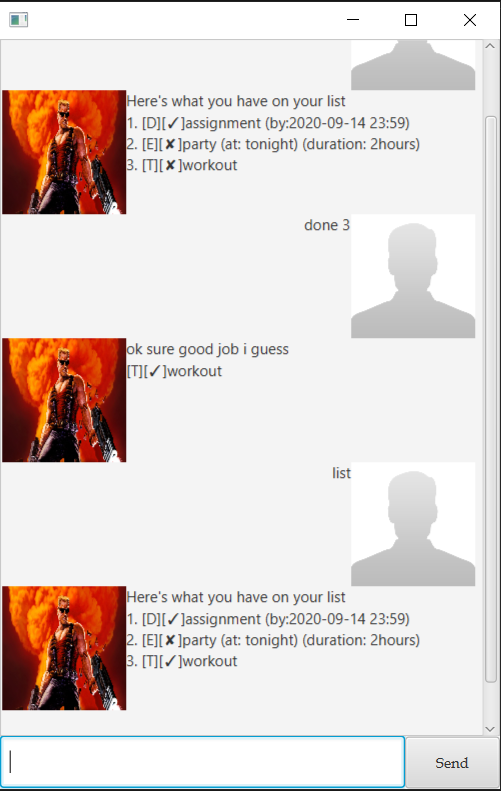 Here's what you have on your list
1. [D][✓]assignment (by:2020-09-14 23:59)
2. [E][✘]party (at: tonight) (duration: 2hours)
3. [T][✘]workout
done 3
ok sure good job i guess
[T][✓]workout
list
Here's what you have on your list
1. [D][✓]assignment (by:2020-09-14 23:59)
2. [E][✘]party (at: tonight) (duration: 2hours)
3. [T][✓]workout
Send